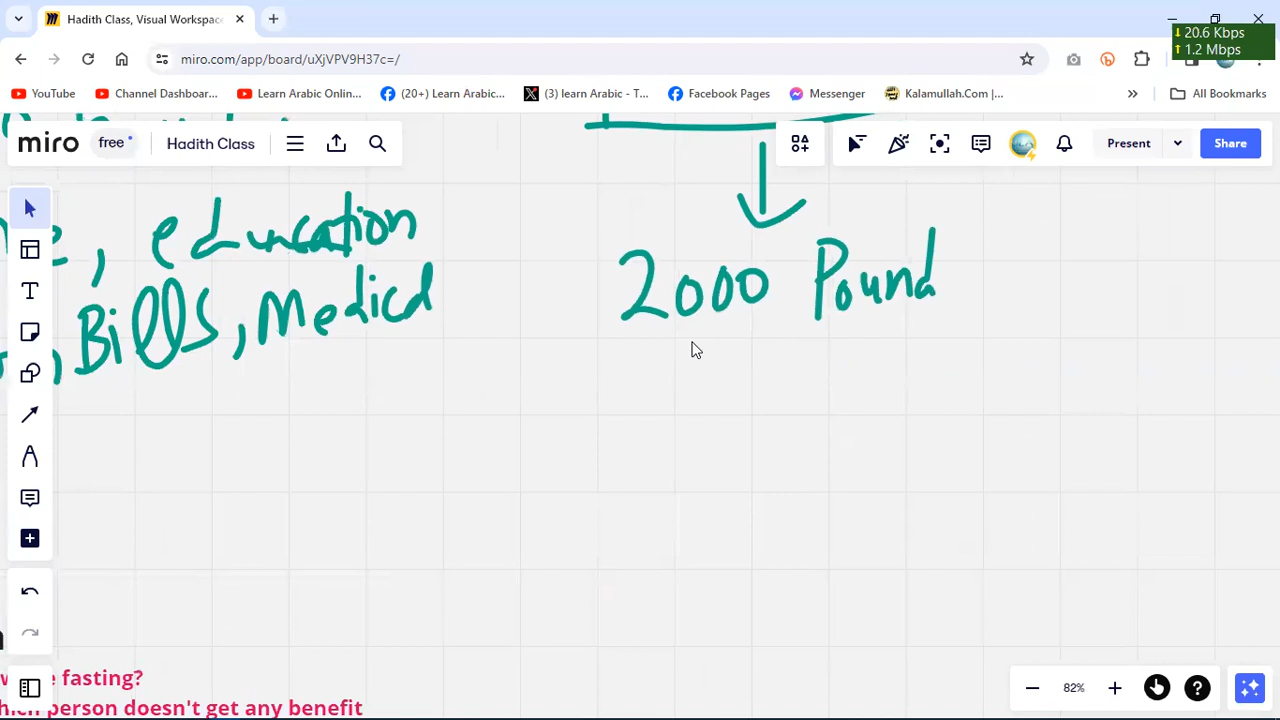 Hadith Class, Visual Workspac
20.6 Kbps
1.2 Mbps
miro.com/app/board/uXjVPV9H37c=/
YouTube
Channel Dashboar...
Learn Arabic Onlin...
(20+) Learn Arabic...
(3) learn Arabic - T...
Facebook Pages
Messenger
Kalamullah.Com |...
All Bookmarks
miro
free
Hadith Class
Present
Share
, education
Bills, Medical
2000 Pound
fasting?
person doesn't get any benefit
82%